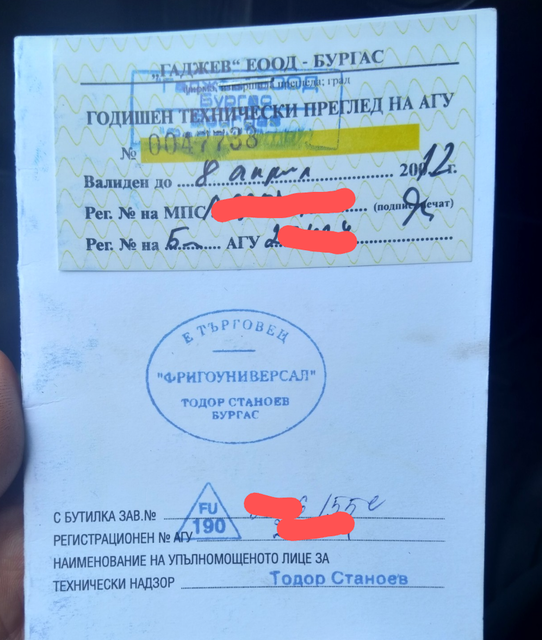 „ГАДЖЕВ“ ЕООД - БУРГАС
ГОДИШЕН ТЕХНИЧЕСКИ ПРЕГЛЕД НА АГУ
№ 0047738
Валиден до 8 април 2012 г.
Рег. № на МПС (подпис, печат)
Рег. № на Б АГУ
Е ТЪРГОВЕЦ
"ФРИГОУНИВЕРСАЛ"
ТОДОР СТАНОЕВ
БУРГАС
FU
190
С БУТИЛКА ЗАВ.№ 155
РЕГИСТРАЦИОНЕН № АГУ
НАИМЕНОВАНИЕ НА УПЪЛНОМОЩЕНОТО ЛИЦЕ ЗА
ТЕХНИЧЕСКИ НАДЗОР Тодор Станоев